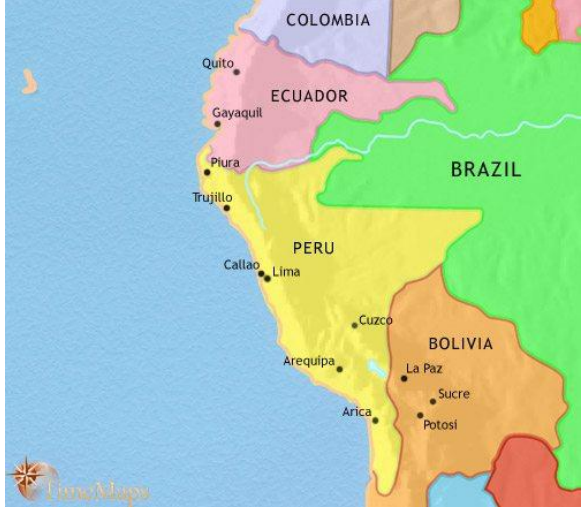 COLOMBIA
Quito
ECUADOR
Gayaquil
Piura
BRAZIL
Trujillo
PERU
Callao
Lima
Cuzco
BOLIVIA
Arequipa
La Paz
Sucre
Arica
Potosi
TimeMaps